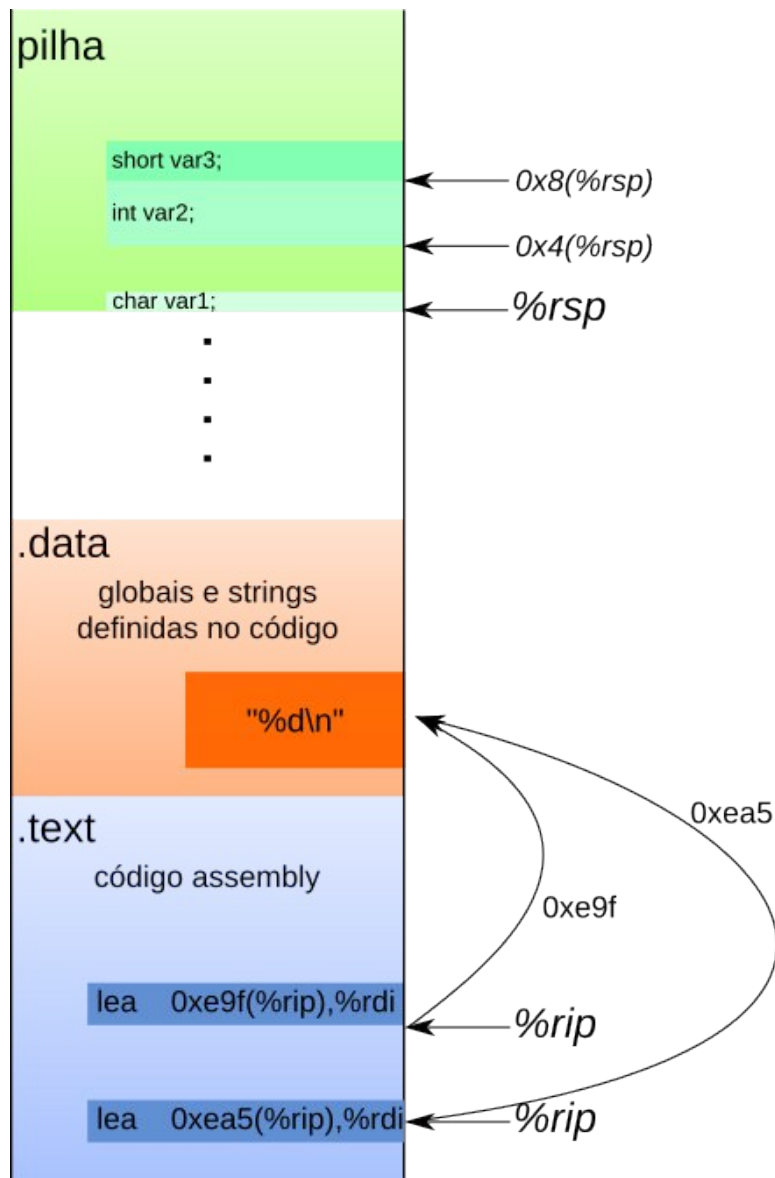 pilha
short var3;
0x8(%rsp)
int var2;
0x4(%rsp)
char var1;
%rsp
.data
globais e strings
definidas no código
"%d\n"
.text
0xea5
código assembly
0xe9f
lea 0xe9f(%rip),%rdi
%rip
lea 0xea5(%rip),%rdi
%rip